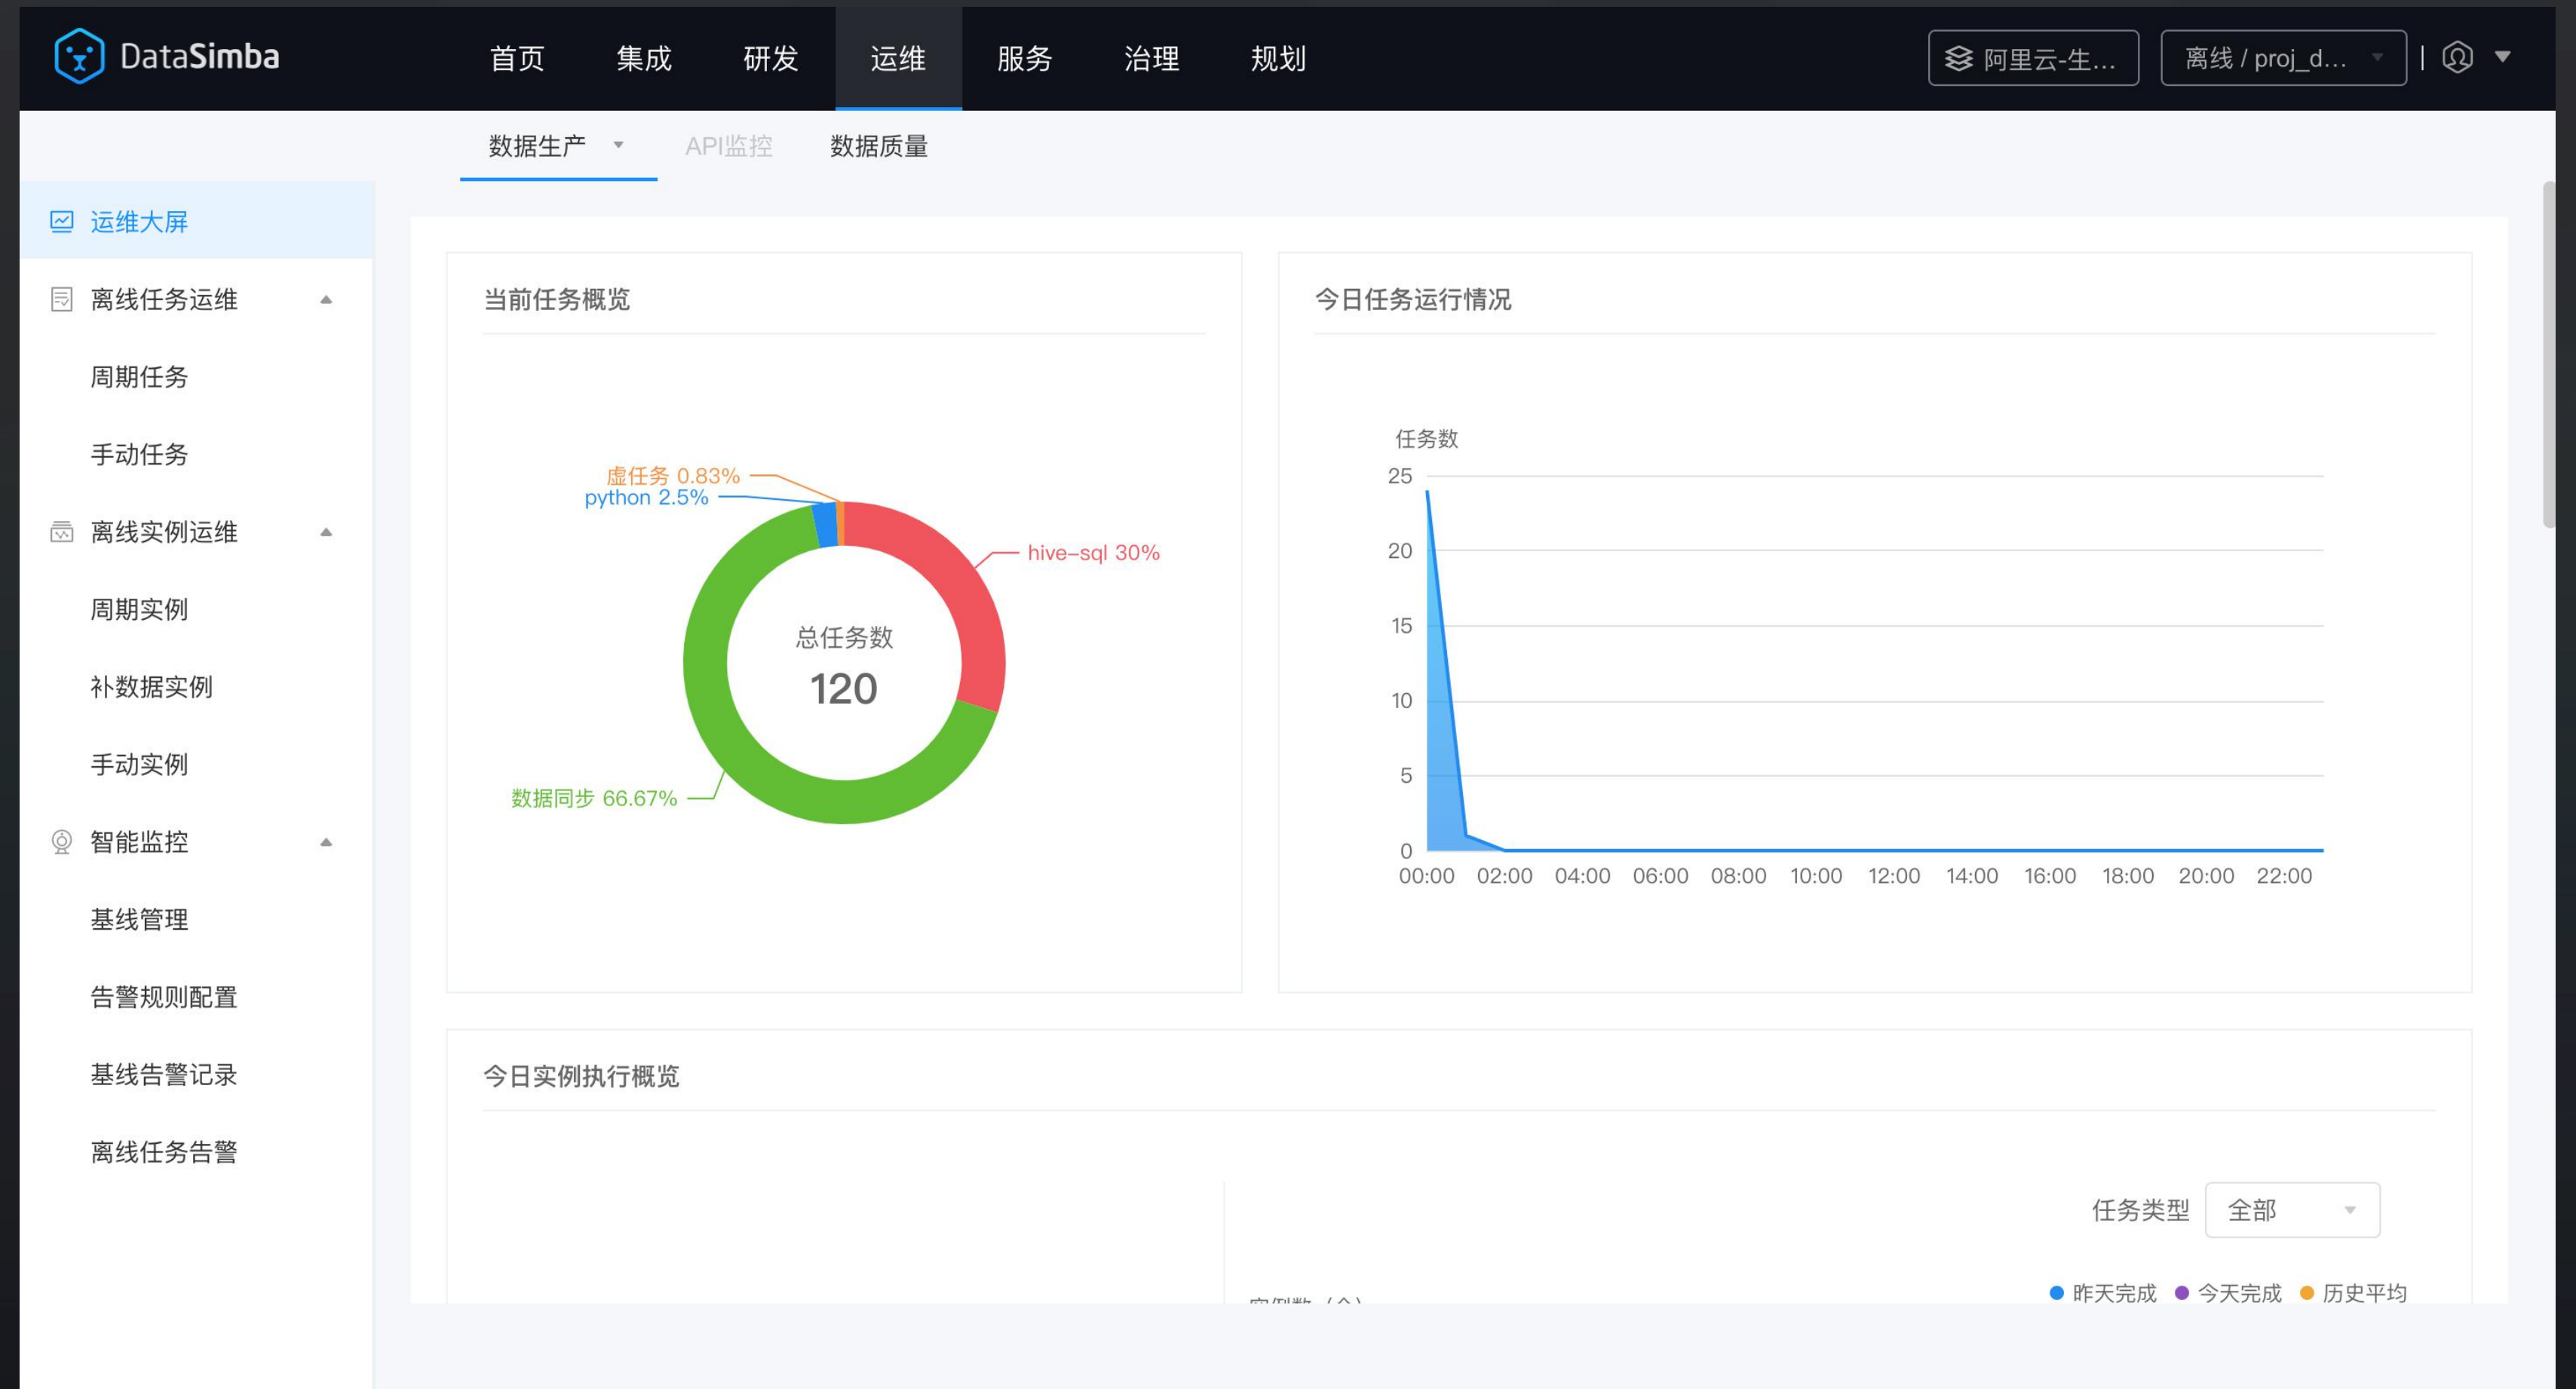 DataSimba 首页 集成 研发 运维 服务 治理 规划 阿里云-生... 离线 / proj_d...
数据生产 API监控 数据质量
运维大屏
离线任务运维
周期任务
手动任务
离线实例运维
周期实例
补数据实例
手动实例
智能监控
基线管理
告警规则配置
基线告警记录
离线任务告警
当前任务概览
虚任务 0.83%
python 2.5%
hive-sql 30%
总任务数
120
数据同步 66.67%
今日任务运行情况
任务数
25
20
15
10
5
0
00:00 02:00 04:00 06:00 08:00 10:00 12:00 14:00 16:00 18:00 20:00 22:00
今日实例执行概览
任务类型 全部
昨天完成 今天完成 历史平均